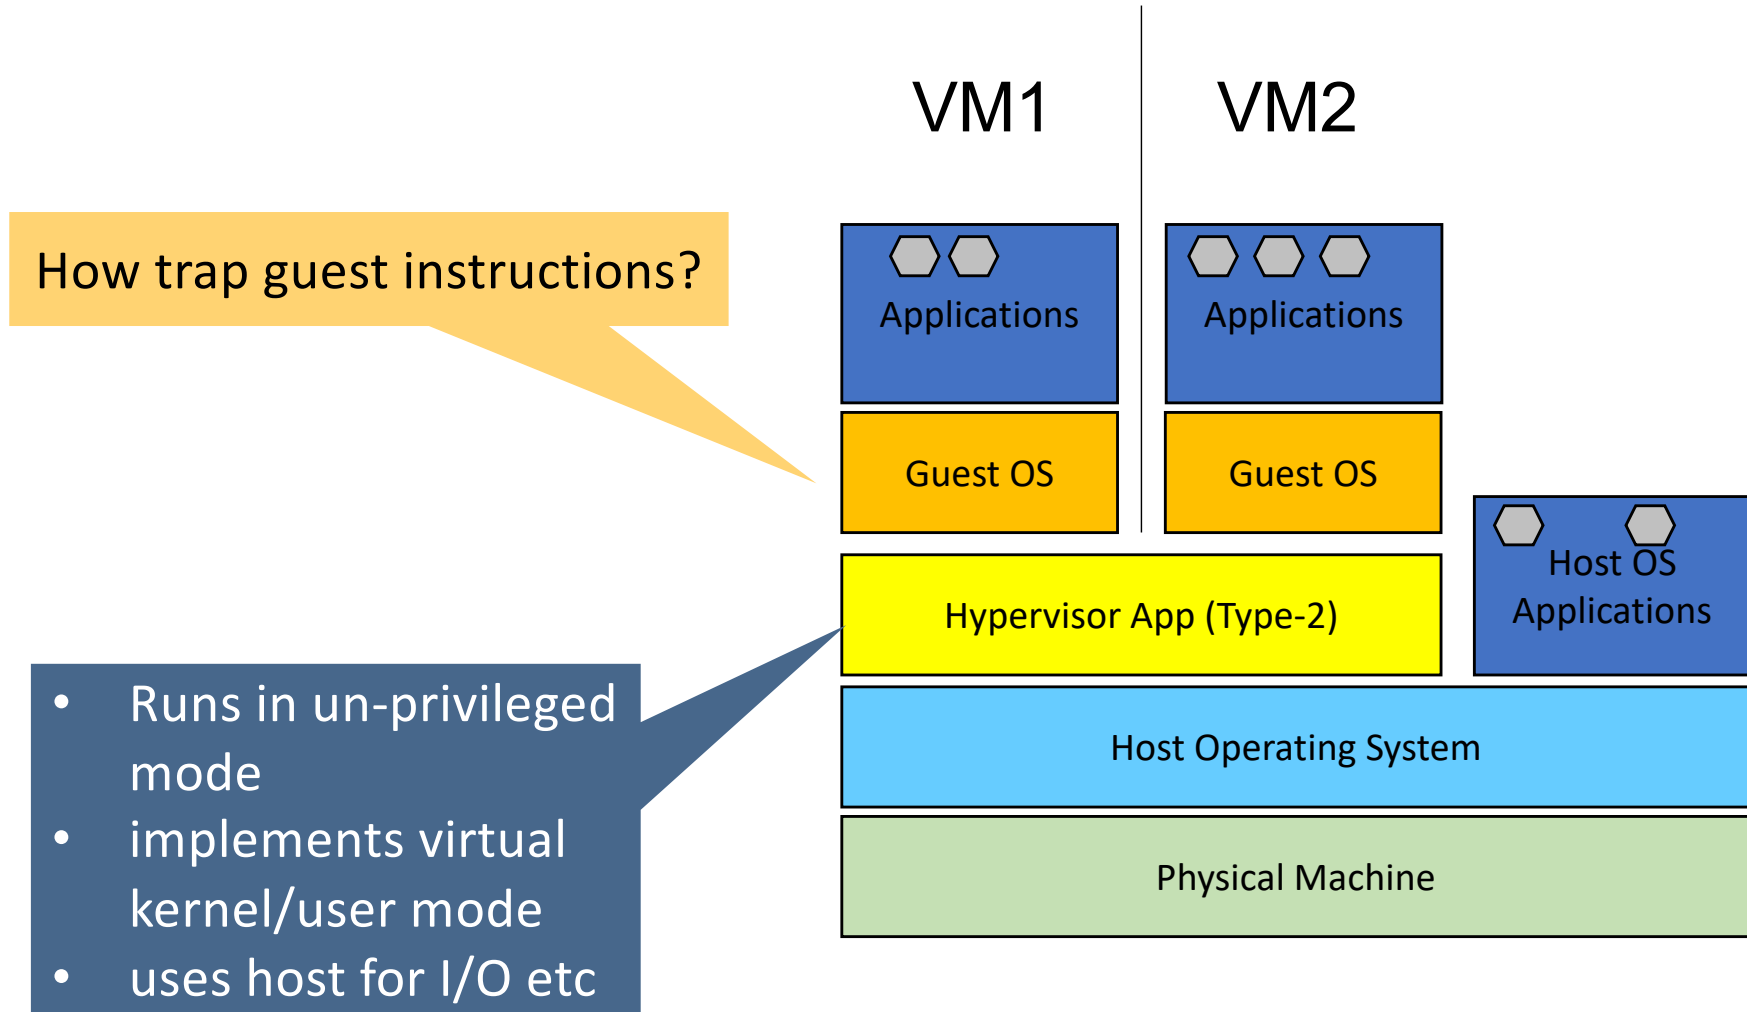 VM1
VM2
How trap guest instructions?
Applications
Applications
Guest OS
Guest OS
Host OS
Applications
Hypervisor App (Type-2)
• Runs in un-privileged
mode
• implements virtual
kernel/user mode
• uses host for I/O etc
Host Operating System
Physical Machine